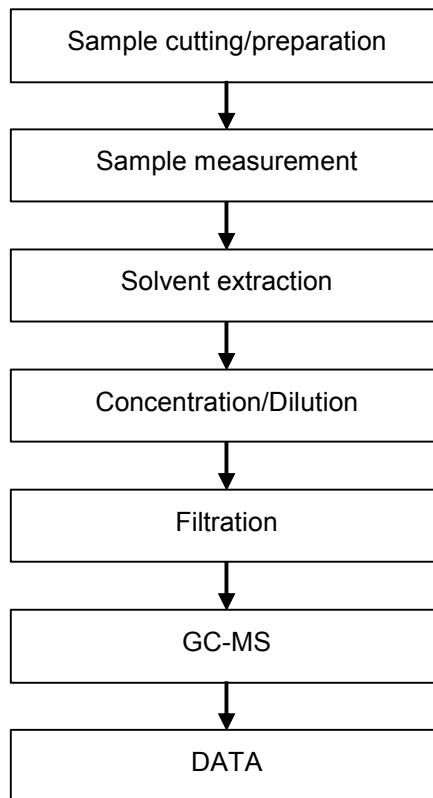 Sample cutting/preparation
Sample measurement
Solvent extraction
Concentration/Dilution
Filtration
GC-MS
DATA